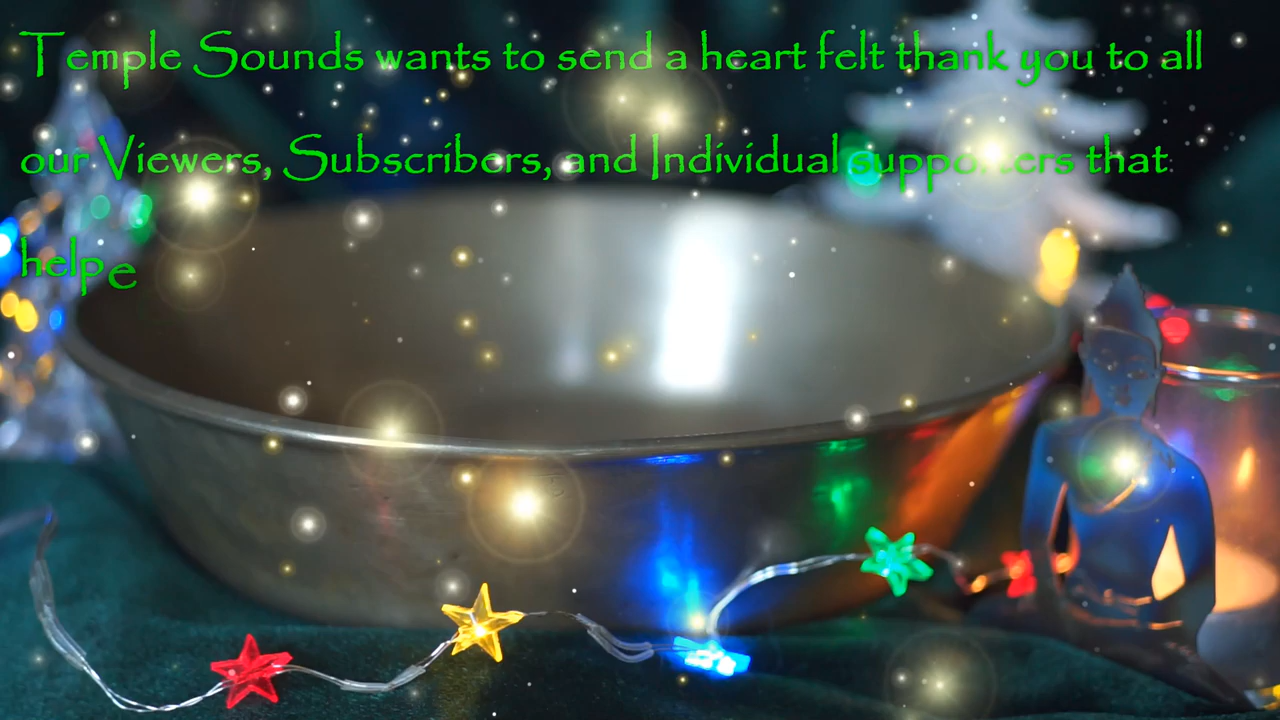 Temple Sounds wants to send a heart felt thank you to all
our Viewers, Subscribers, and Individual supporters that
helpe